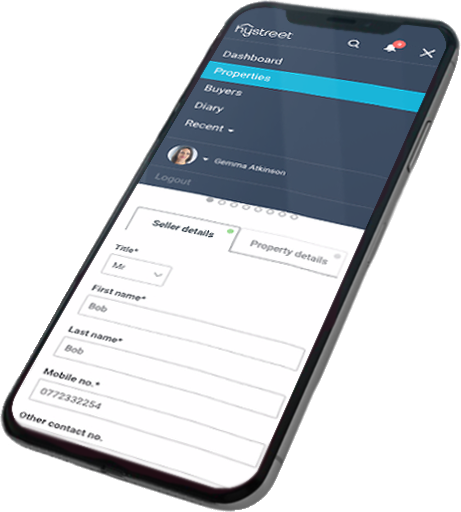 hystreet
Dashboard
Properties
Buyers
Diary
Recent
Gemma Atkinson
Logout
Seller details
Property details
Title*
Mr
First name*
Bob
Last name*
Bob
Mobile no.*
0772332254
Other contact no.